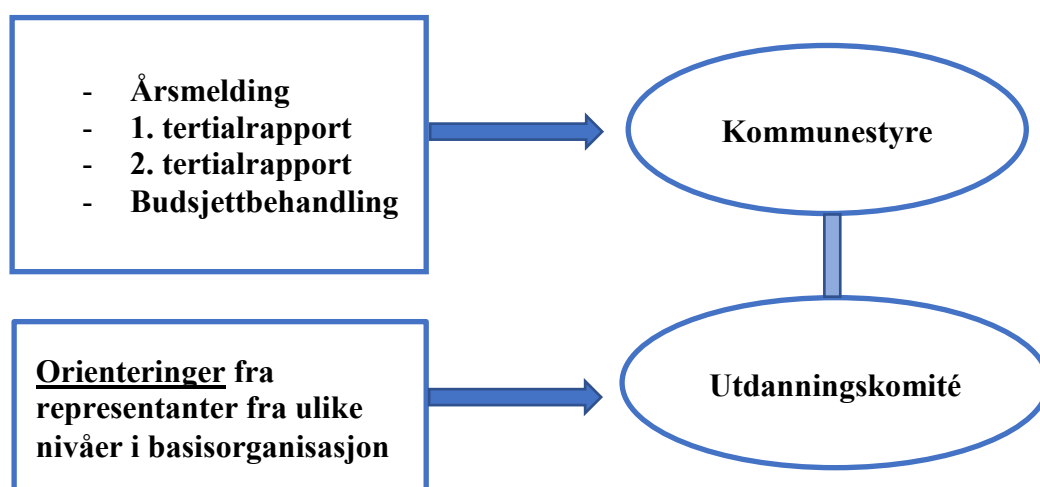 - Årsmelding
- 1. tertialrapport
- 2. tertialrapport
- Budsjettbehandling
Kommunestyre
Orienteringer fra
representanter fra ulike
nivåer i basisorganisasjon
Utdanningskomité